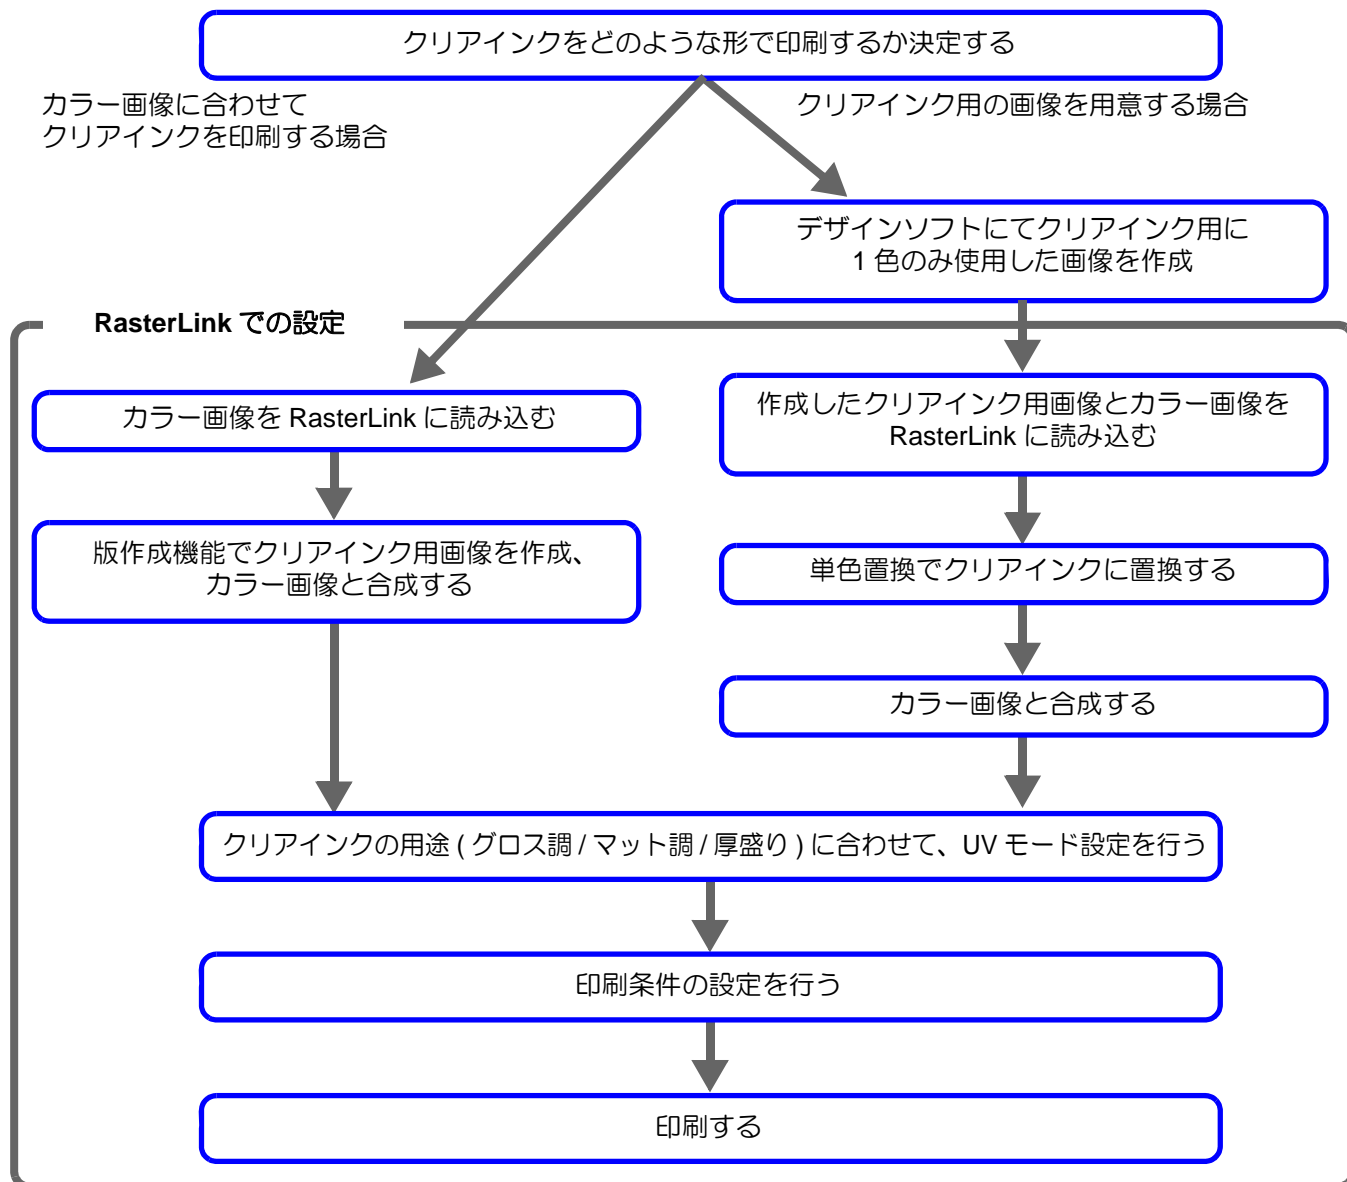 クリアインクをどのような形で印刷するか決定する
カラー画像に合わせて
クリアインクを印刷する場合
クリアインク用の画像を用意する場合
デザインソフトにてクリアインク用に
1 色のみ使用した画像を作成
RasterLink での設定
カラー画像を RasterLink に読み込む
作成したクリアインク用画像とカラー画像を
RasterLink に読み込む
版作成機能でクリアインク用画像を作成、
カラー画像と合成する
単色置換でクリアインクに置換する
カラー画像と合成する
クリアインクの用途 ( グロス調 / マット調 / 厚盛り ) に合わせて、UV モード設定を行う
印刷条件の設定を行う
印刷する